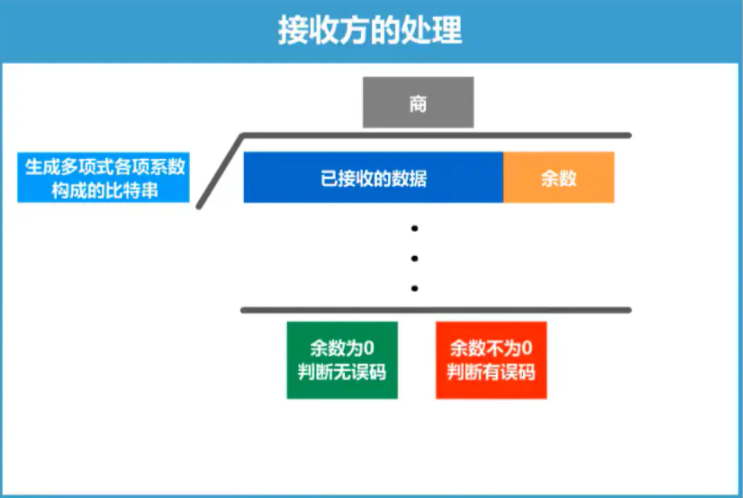 接收方的处理
商
生成多项式各项系数
构成的比特串
已接收的数据
余数
余数为0
判断无误码
余数不为0
判断有误码